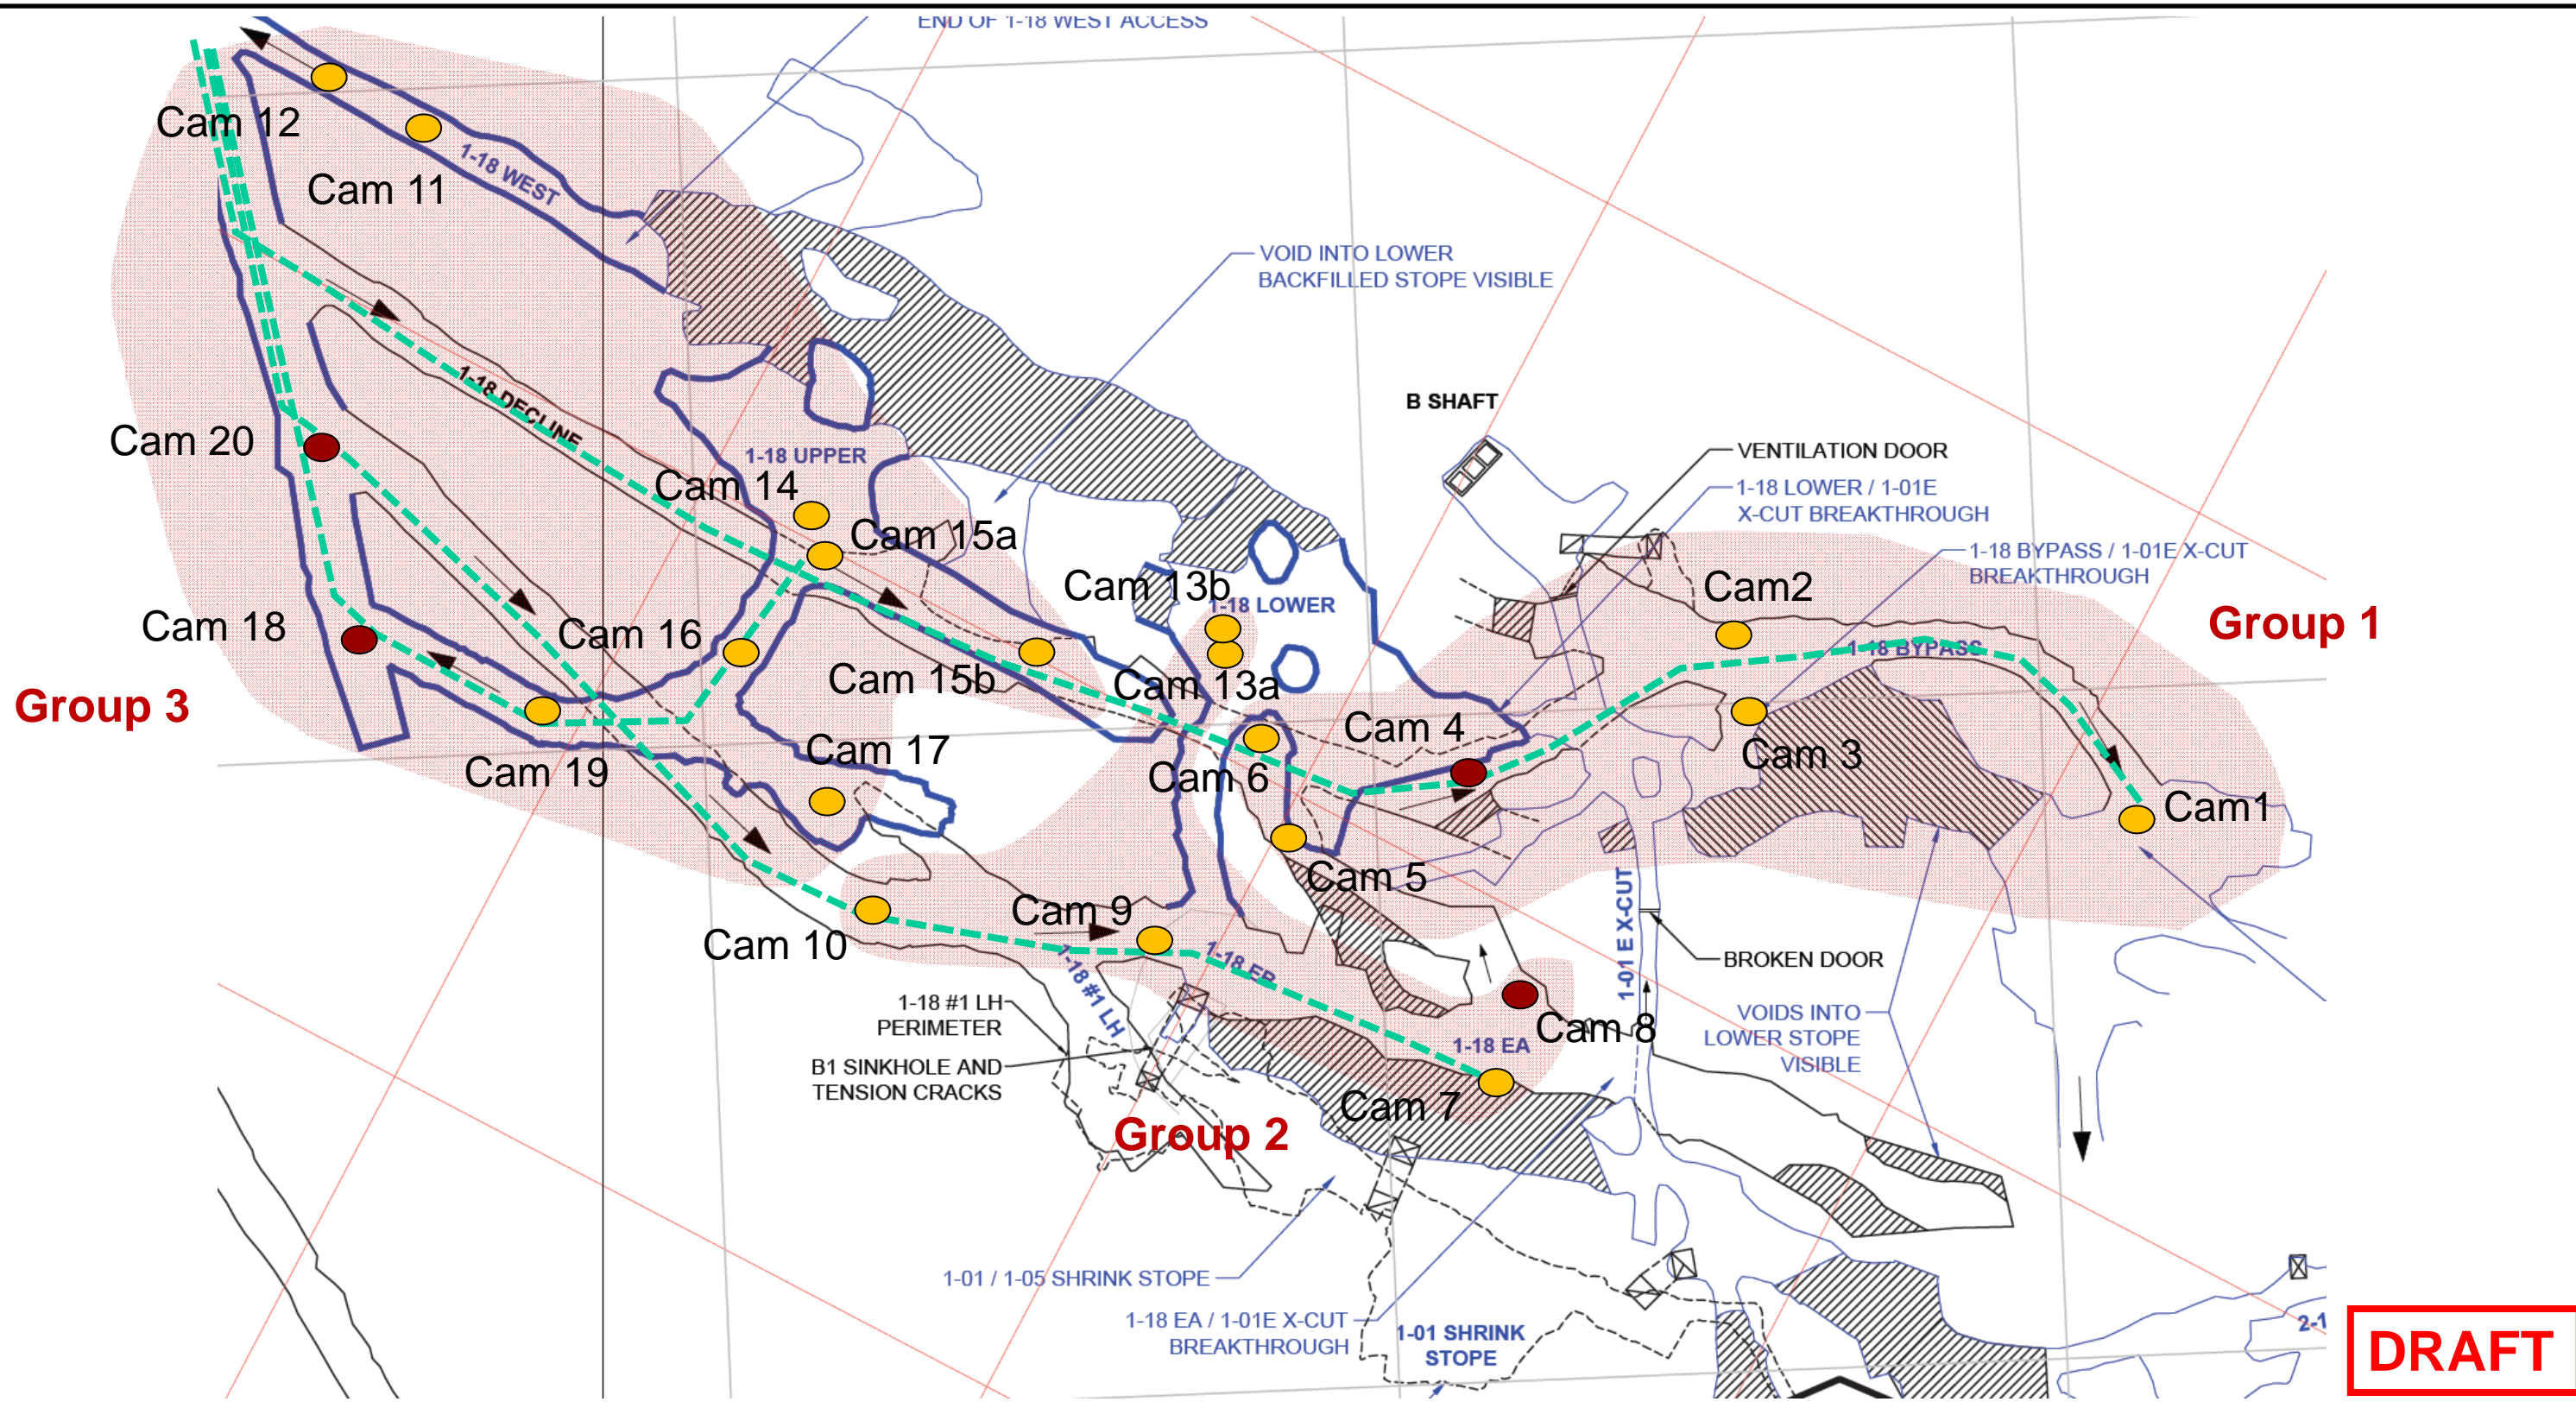 END OF 1-18 WEST ACCESS
Cam 12
Cam 11
1-18 WEST
VOID INTO LOWER
BACKFILLED STOPE VISIBLE
1-18 DECLINE
B SHAFT
Cam 20
1-18 UPPER
VENTILATION DOOR
Cam 14
1-18 LOWER / 1-01E
X-CUT BREAKTHROUGH
Cam 15a
1-18 BYPASS / 1-01E X-CUT
BREAKTHROUGH
Cam 13b
1-18 LOWER
Cam2
Group 1
Cam 18
Cam 16
1-18 BYPASS
Cam 15b
Cam 13a
Group 3
Cam 4
Cam 17
Cam 3
Cam 19
Cam 6
Cam1
Cam 5
Cam 9
1-01 E X-CUT
Cam 10
1-18 EP
BROKEN DOOR
1-18 #1 LH
1-18 #1 LH
PERIMETER
VOIDS INTO
LOWER STOPE
VISIBLE
Cam 8
1-18 EA
B1 SINKHOLE AND
TENSION CRACKS
Cam 7
Group 2
1-01 / 1-05 SHRINK STOPE
1-18 EA / 1-01E X-CUT
BREAKTHROUGH
1-01 SHRINK
STOPE
2-1
DRAFT